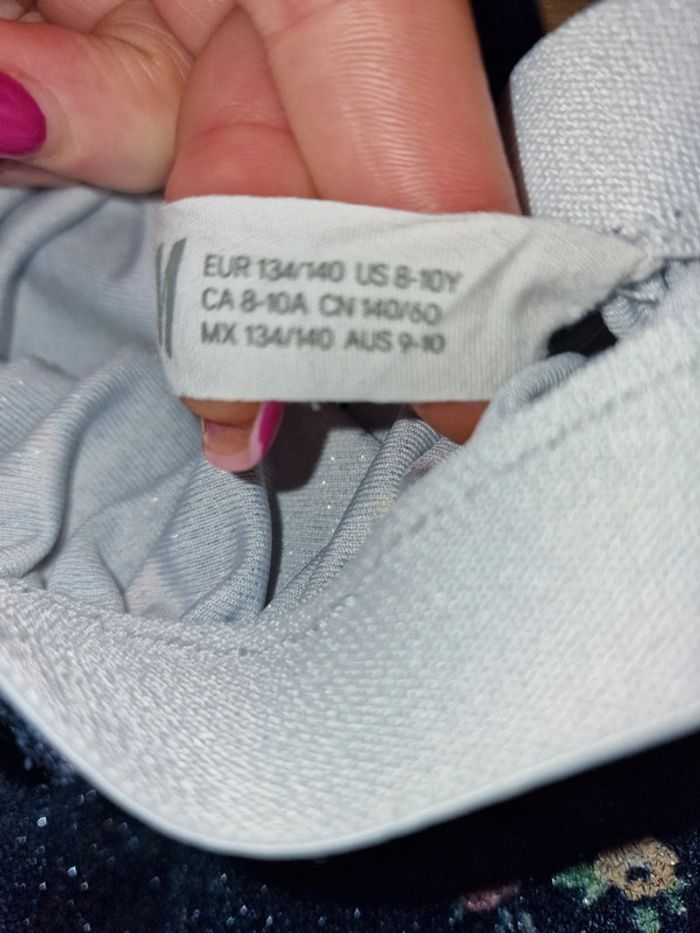 EUR 134/140 US 8-10Y
CA 8-10A CN 140/60
MX 134/140 AUS 9-10